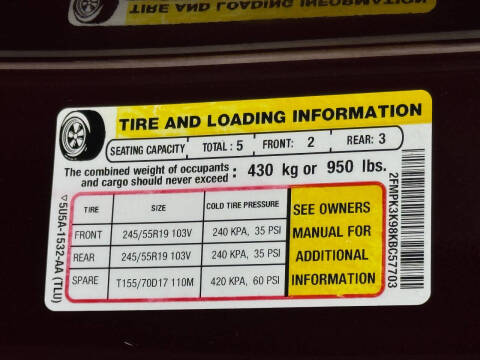 TIRE AND LOADING INFORMATION
TIRE AND LOADING INFORMATION
SEATING CAPACITY TOTAL : 5 FRONT: 2 REAR: 3
The combined weight of occupants and cargo should never exceed : 430 kg or 950 lbs.
TIRE SIZE COLD TIRE PRESSURE
FRONT 245/55R19 103V 240 KPA, 35 PSI
REAR 245/55R19 103V 240 KPA, 35 PSI
SPARE T155/70D17 110M 420 KPA, 60 PSI
SEE OWNERS
MANUAL FOR
ADDITIONAL
INFORMATION
▽5U5A-1532-AA (TLU)
2FMPK3K98KBC57703